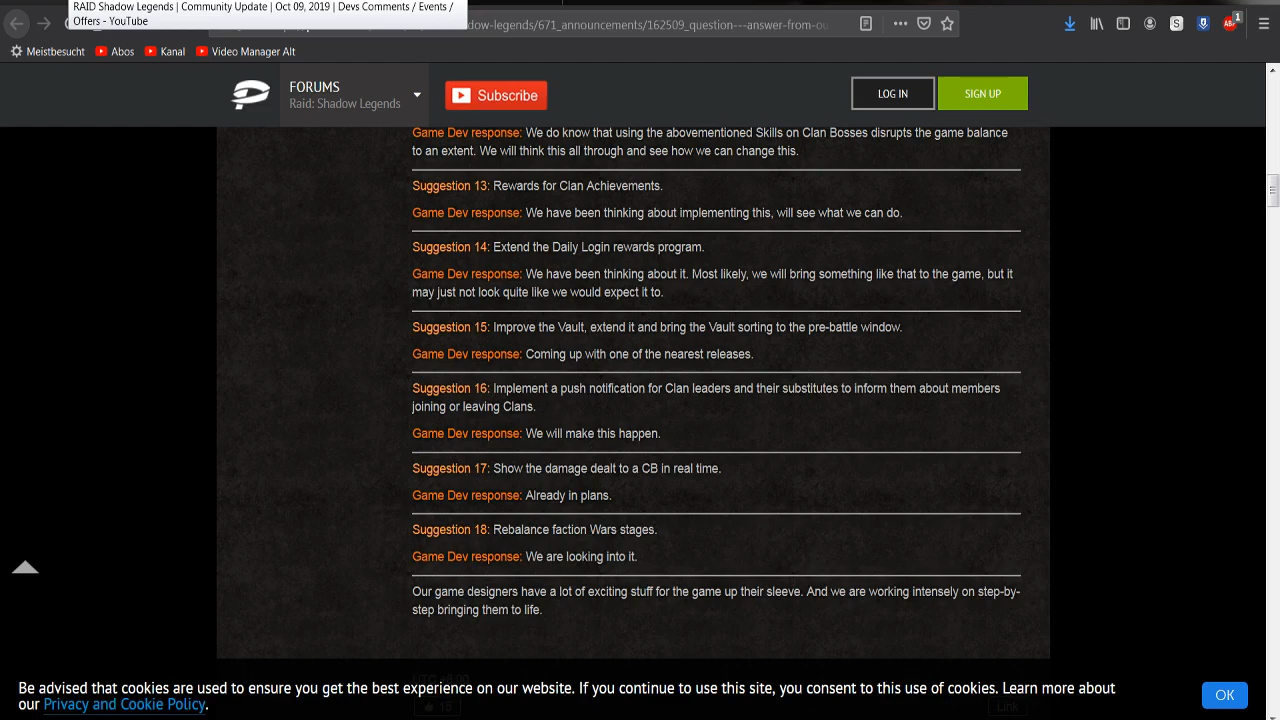 RAID Shadow Legends | Community Update | Oct 09, 2019 | Devs Comments / Events /
Offers - YouTube
dow-legends/671_announcements/162509_question---answer-from-ou
Meistbesucht Abos Kanal Video Manager Alt
FORUMS
Raid: Shadow Legends
Subscribe
LOG IN
SIGN UP
Game Dev response: We do know that using the abovementioned Skills on Clan Bosses disrupts the game balance
to an extent. We will think this all through and see how we can change this.
Suggestion 13: Rewards for Clan Achievements.
Game Dev response: We have been thinking about implementing this, will see what we can do.
Suggestion 14: Extend the Daily Login rewards program.
Game Dev response: We have been thinking about it. Most likely, we will bring something like that to the game, but it
may just not look quite like we would expect it to.
Suggestion 15: Improve the Vault, extend it and bring the Vault sorting to the pre-battle window.
Game Dev response: Coming up with one of the nearest releases.
Suggestion 16: Implement a push notification for Clan leaders and their substitutes to inform them about members
joining or leaving Clans.
Game Dev response: We will make this happen.
Suggestion 17: Show the damage dealt to a CB in real time.
Game Dev response: Already in plans.
Suggestion 18: Rebalance faction Wars stages.
Game Dev response: We are looking into it.
Our game designers have a lot of exciting stuff for the game up their sleeve. And we are working intensely on step-by-
step bringing them to life.
Be advised that cookies are used to ensure you get the best experience on our website. If you continue to use this site, you consent to this use of cookies. Learn more about
our Privacy and Cookie Policy.
OK
15
Link